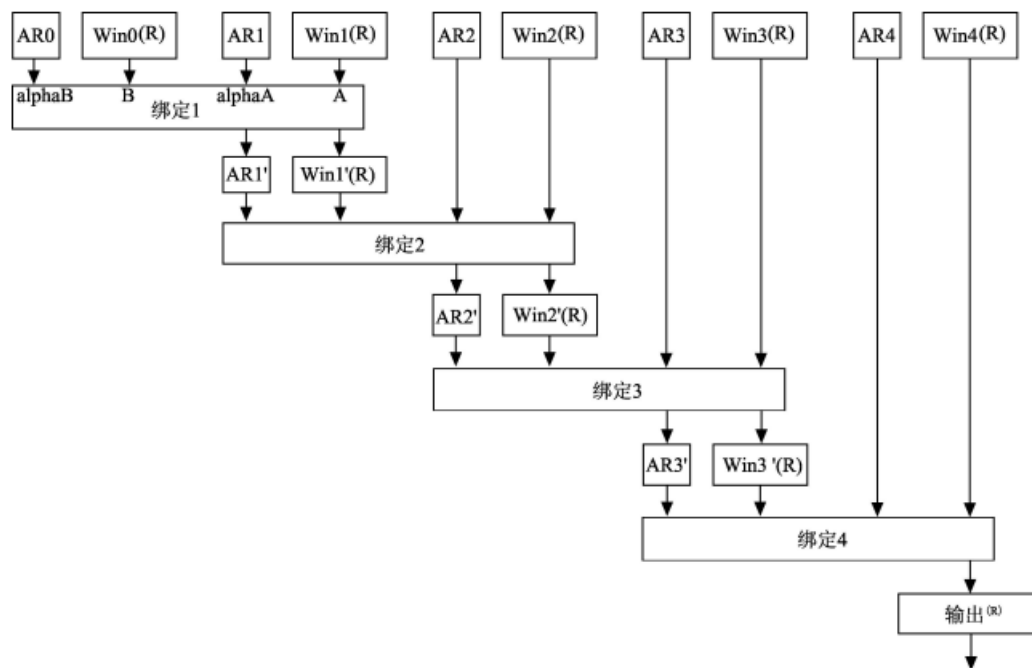 AR0 Win0(R) AR1 Win1(R) AR2 Win2(R) AR3 Win3(R) AR4 Win4(R)
alphaB B alphaA A
绑定1
AR1' Win1'(R)
绑定2
AR2' Win2'(R)
绑定3
AR3' Win3 '(R)
绑定4
输出(R)